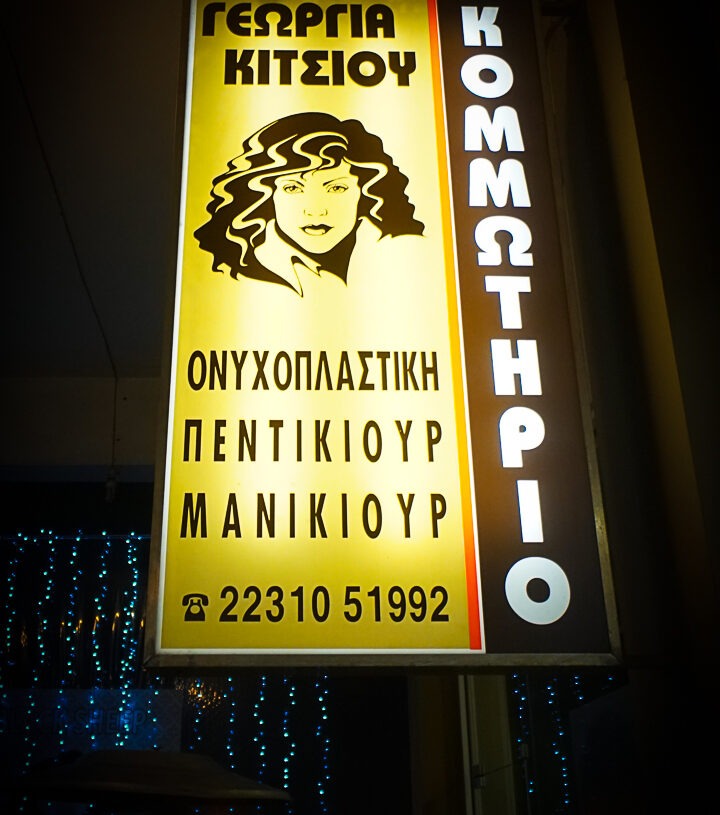 ΓΕΩΡΓΙΑ
ΚΙΤΣΙΟΥ
ΟΝΥΧΟΠΛΑΣΤΙΚΗ
ΠΕΝΤΙΚΙΟΥΡ
ΜΑΝΙΚΙΟΥΡ
☎ 22310 51992
ΚΟΜΜΩΤΗΡΙΟ